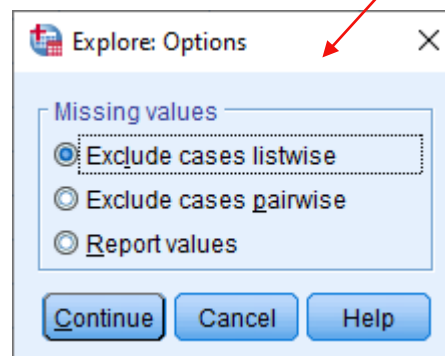 Explore: Options
Missing values
Exclude cases listwise
Exclude cases pairwise
Report values
Continue Cancel Help